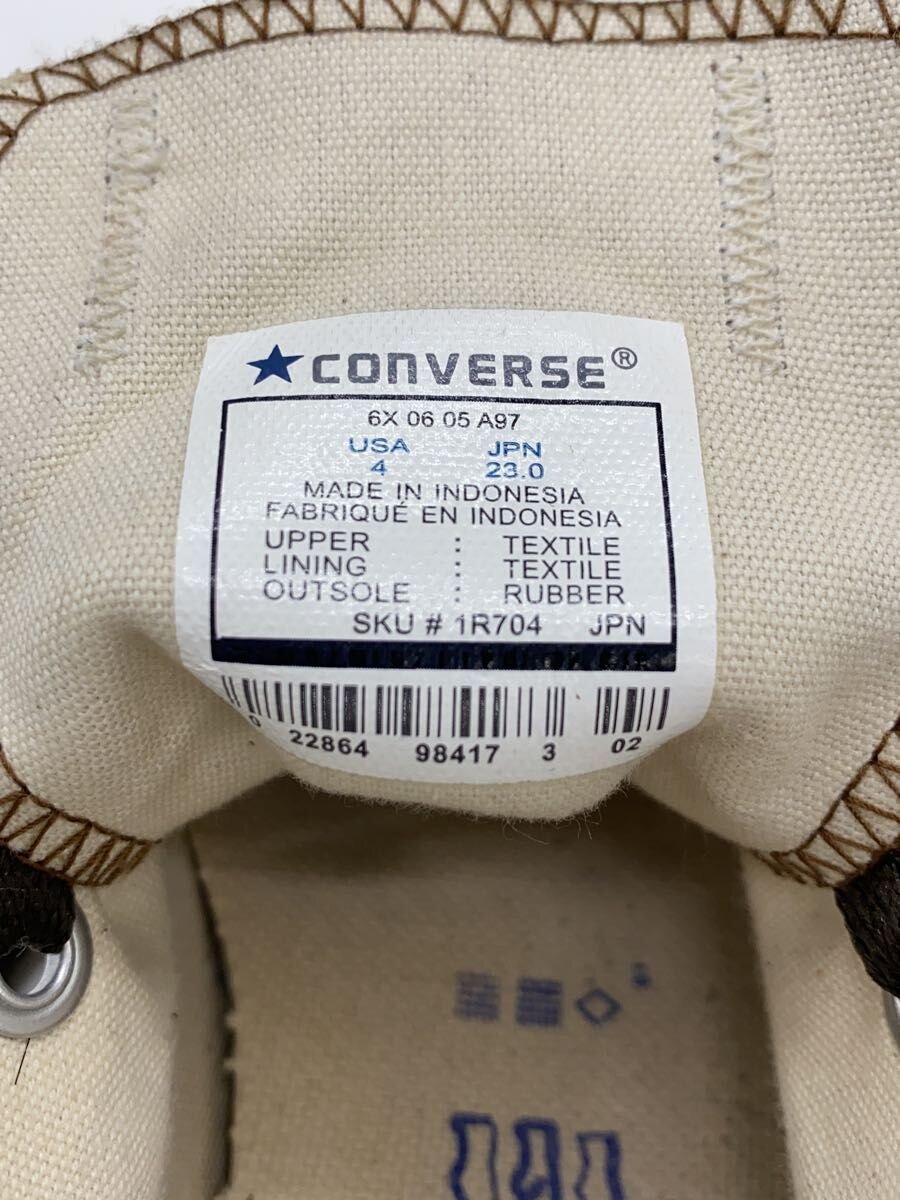 CONVERSE®
6X 06 05 A97
USA JPN
4 23.0
MADE IN INDONESIA
FABRIQUÉ EN INDONESIA
UPPER : TEXTILE
LINING : TEXTILE
OUTSOLE : RUBBER
SKU # 1R704 JPN
0 22864 98417 3 02